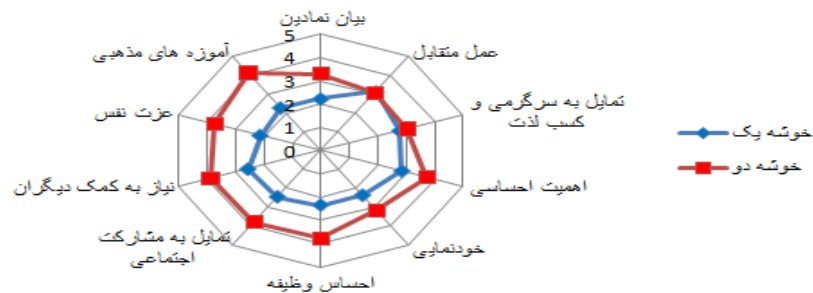 بیان نمادین
عمل متقابل
تمایل به سرگرمی و
کسب لذت
اهمیت احساسی
خودنمایی
احساس وظیفه
تمایل به مشارکت
اجتماعی
نیاز به کمک دیگران
عزت نفس
آموزه های مذهبی
5
4
3
2
1
0
خوشه یک
خوشه دو